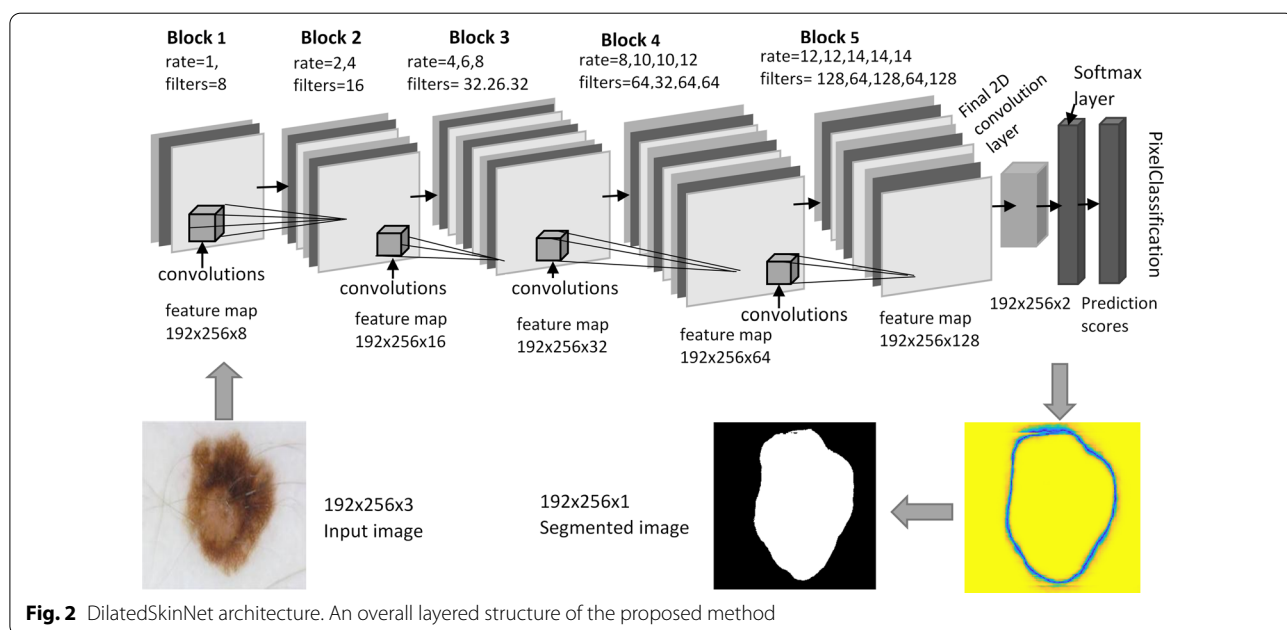 Block 1
rate=1,
filters=8
Block 2
rate=2,4
filters=16
Block 3
rate=4,6,8
filters= 32.26.32
Block 4
rate=8,10,10,12
filters=64,32,64,64
Block 5
rate=12,12,14,14,14
filters= 128,64,128,64,128
Final 2D
convolution
layer
Softmax
layer
PixelClassification
convolutions
feature map
192x256x8
convolutions
feature map
192x256x16
convolutions
feature map
192x256x32
feature map
192x256x64
convolutions
feature map
192x256x128
192x256x2
Prediction
scores
192x256x3
Input image
192x256x1
Segmented image
Fig. 2 DilatedSkinNet architecture. An overall layered structure of the proposed method